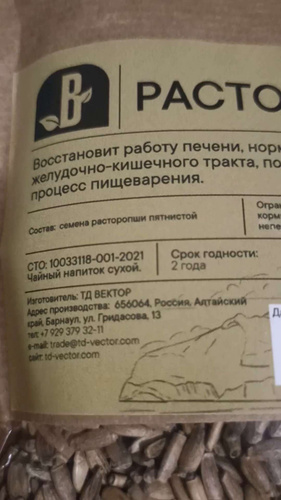 B
РАСТО
Восстановит работу печени, нор
желудочно-кишечного тракта, по
процесс пищеварения.
Состав: семена расторопши пятнистой
Огра
корм
непе
СТО: 10033118-001-2021
Чайный напиток сухой.
Срок годности:
2 года
Изготовитель: ТД ВЕКТОР
Адрес производства: 656064, Россия, Алтайский
край, Барнаул, ул. Гридасова, 13
тел: +7 929 379 32-11
e-mail: trade@td-vector.com
сайт: td-vector.com